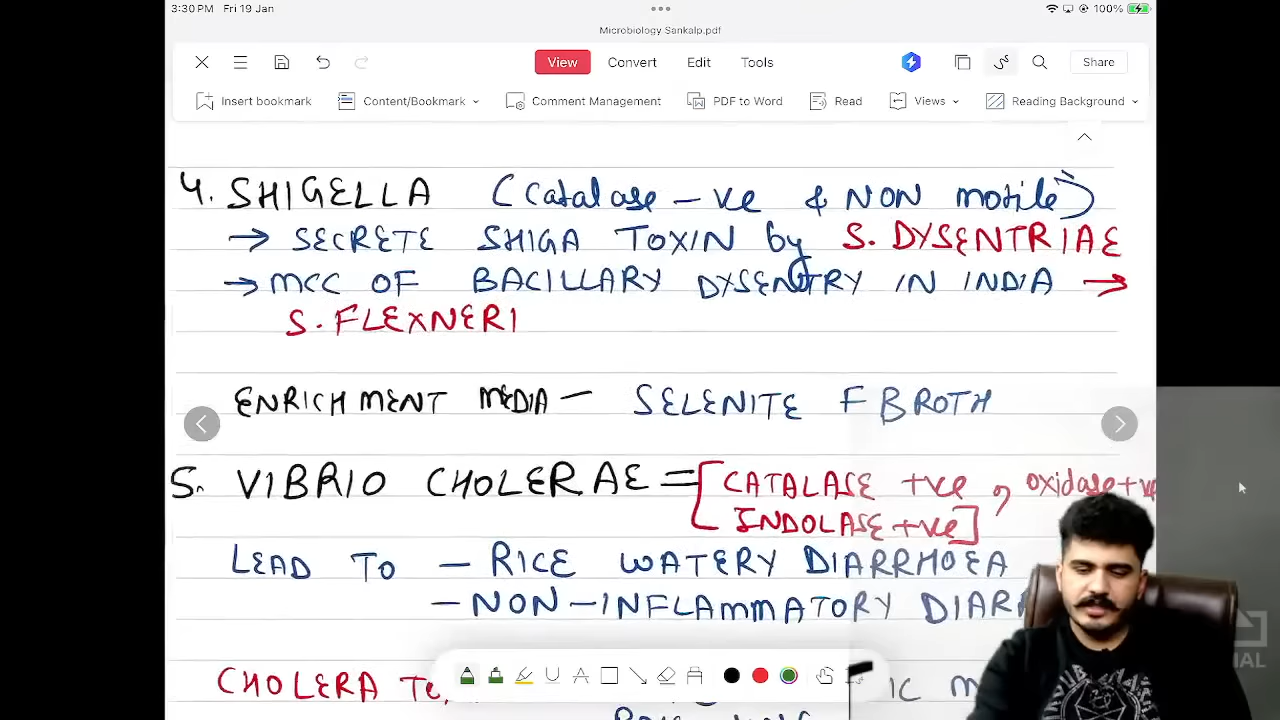 3:30 PM Fri 19 Jan
100%
Microbiology Sankalp.pdf
View Convert Edit Tools Share
Insert bookmark Content/Bookmark Comment Management PDF to Word Read Views Reading Background
4. SHIGELLA (Catalase -ve & NON motile)
→ SECRETE SHIGA TOXIN by S. DYSENTRIAE
→ MCC OF BACILLARY DYSENTRY IN INDIA →
S. FLEXNERI
ENRICHMENT MEDIA - SELENITE F BROTH
5. VIBRIO CHOLERAE = [CATALASE +ve, oxidase +ve
INDOLASE +ve]
LEAD TO - RICE WATERY DIARRHOEA
- NON-INFLAMMATORY
CHOLERA